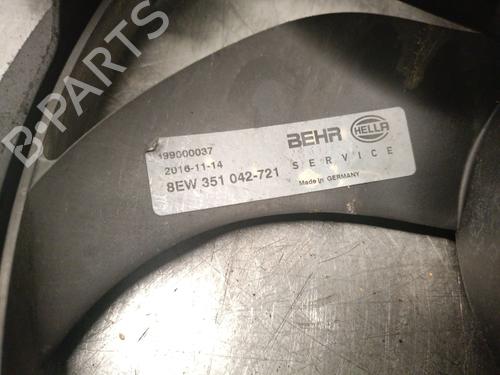 199000037
2016-11-14
8EW 351 042-721
BEHR HELLA
SERVICE
Made in GERMANY
B-PARTS